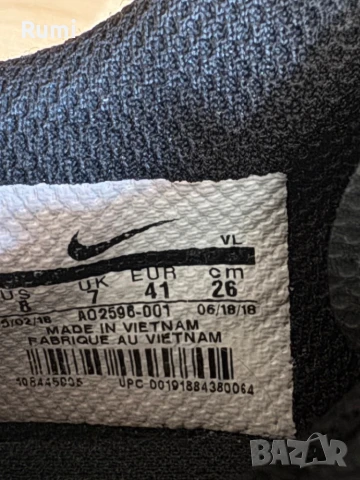 Rumi
VL
US UK EUR cm
8 7 41 26
AO2596-001 06/18/18
MADE IN VIETNAM
FABRIQUE AU VIETNAM
UPC 00191884380064
BAZAR